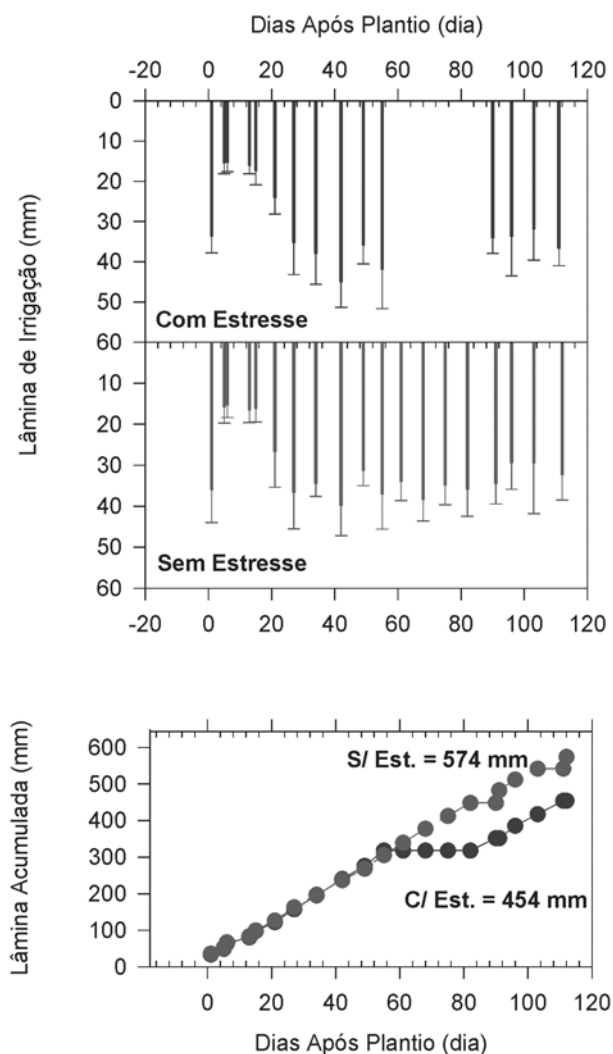 Dias Após Plantio (dia)
-20 0 20 40 60 80 100 120
0
10
20
30
40
50
60
Lâmina de Irrigação (mm)
Com Estresse
10
20
30
40
50
60
Sem Estresse
-20 0 20 40 60 80 100 120
Lâmina Acumulada (mm)
600
500
400
300
200
100
0
S/ Est. = 574 mm
C/ Est. = 454 mm
0 20 40 60 80 100 120
Dias Após Plantio (dia)